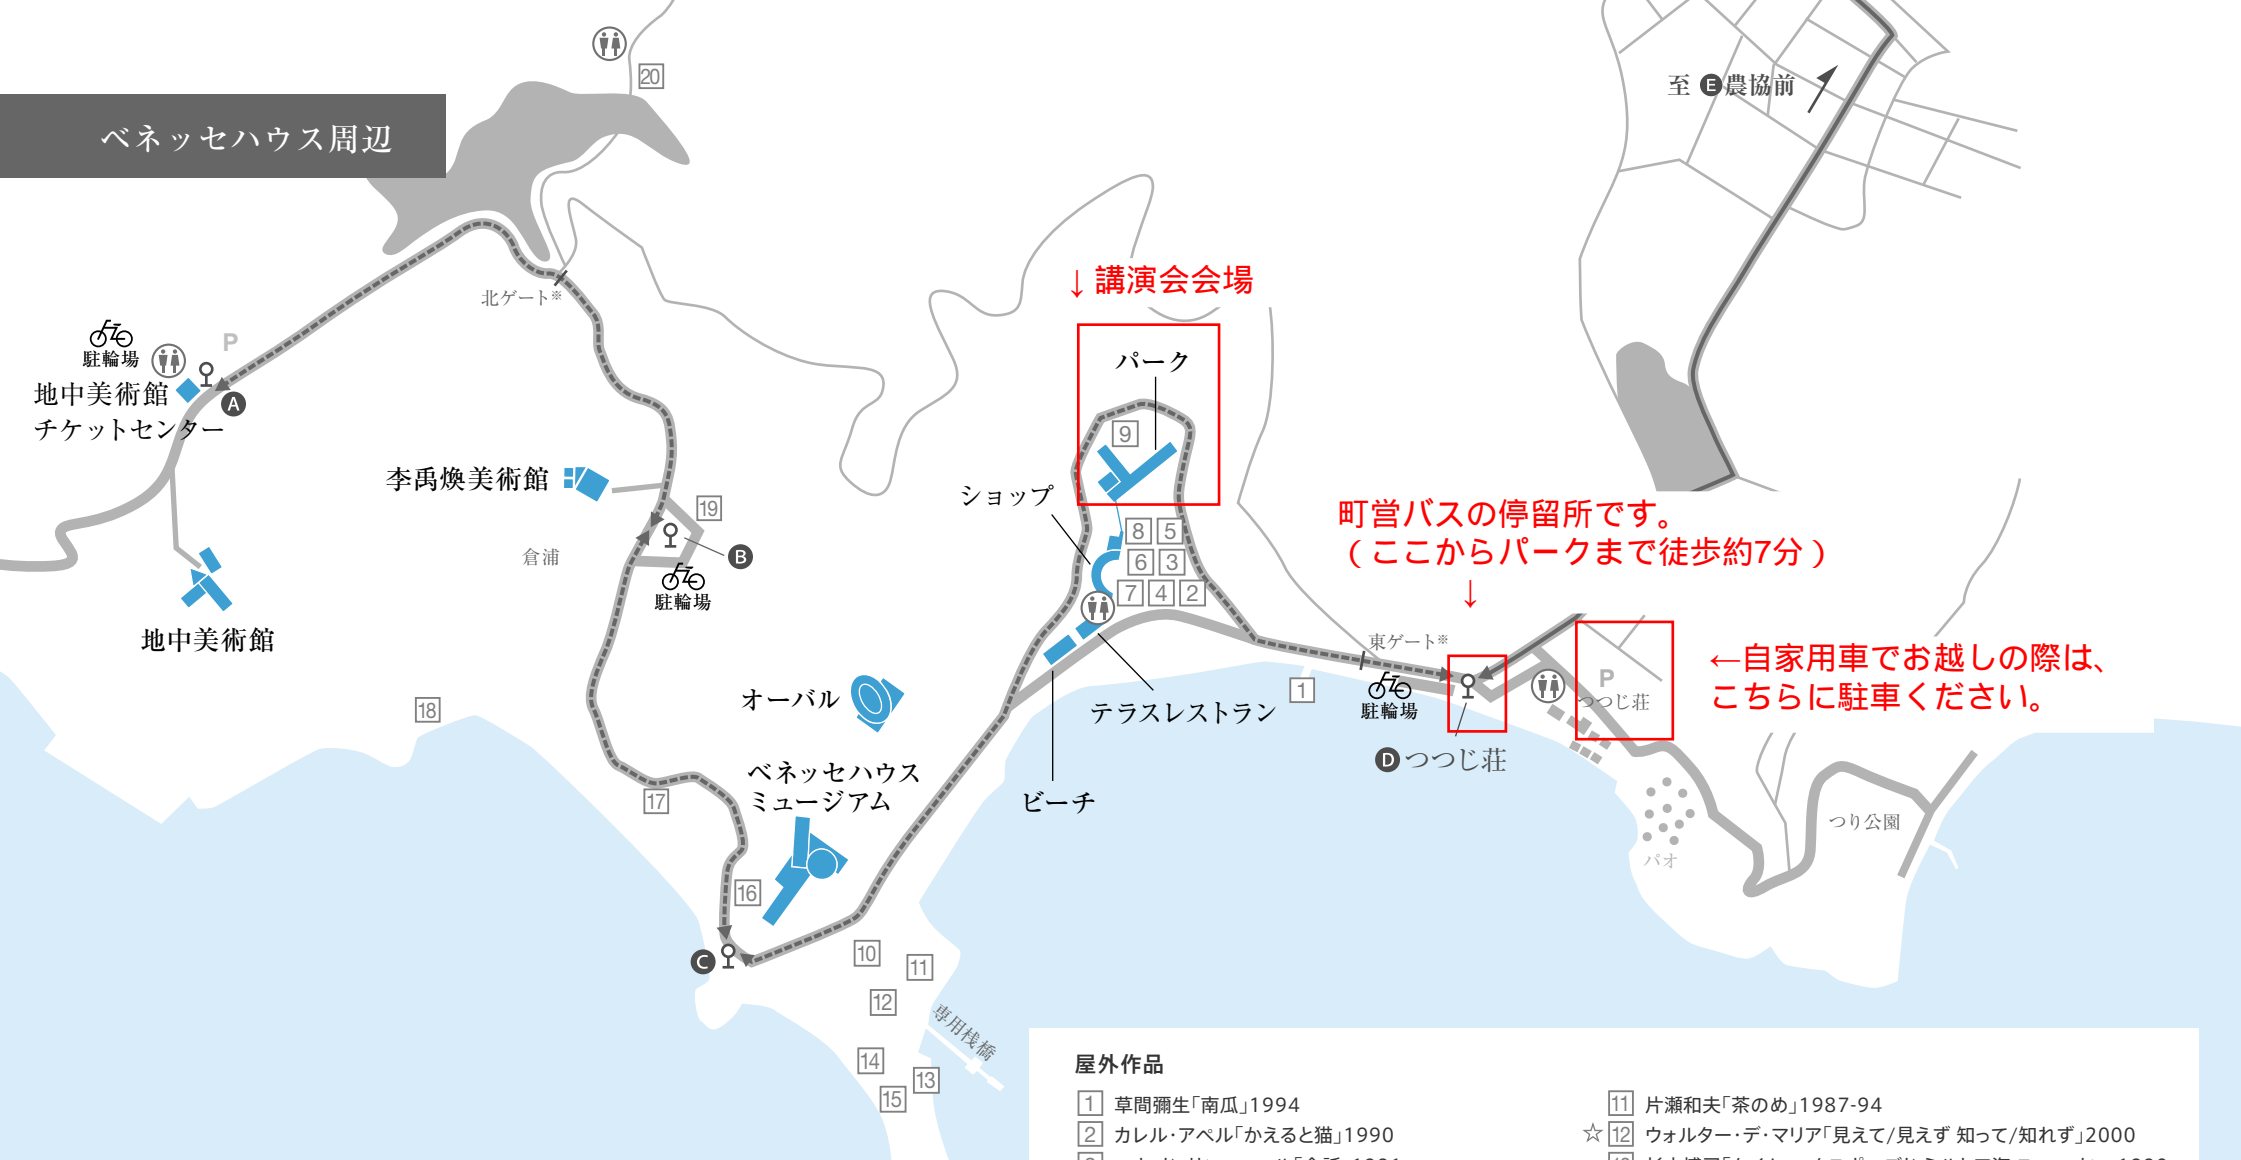 ベネッセハウス周辺
20
至 E 農協前
北ゲート※
↓ 講演会会場
駐輪場
P
地中美術館
チケットセンター
A
パーク
9
李禹煥美術館
19
倉浦
B
駐輪場
地中美術館
ショップ
8 5
6 3
7 4 2
町営バスの停留所です。
（ここからパークまで徒歩約7分）
↓
東ゲート※
駐輪場
1
P
つつじ荘
←自家用車でお越しの際は、
こちらに駐車ください。
D つつじ荘
18
オーバル
テラスレストラン
ベネッセハウス
ミュージアム
ビーチ
17
16
つり公園
パオ
C
10
11
12
専用桟橋
14
13
15
屋外作品
1 草間彌生「南瓜」1994
2 カレル・アペル「かえると猫」1990
11 片瀬和夫「茶のめ」1987-94
☆ 12 ウォルター・デ・マリア「見えて/見えず 知って/知れず」2000